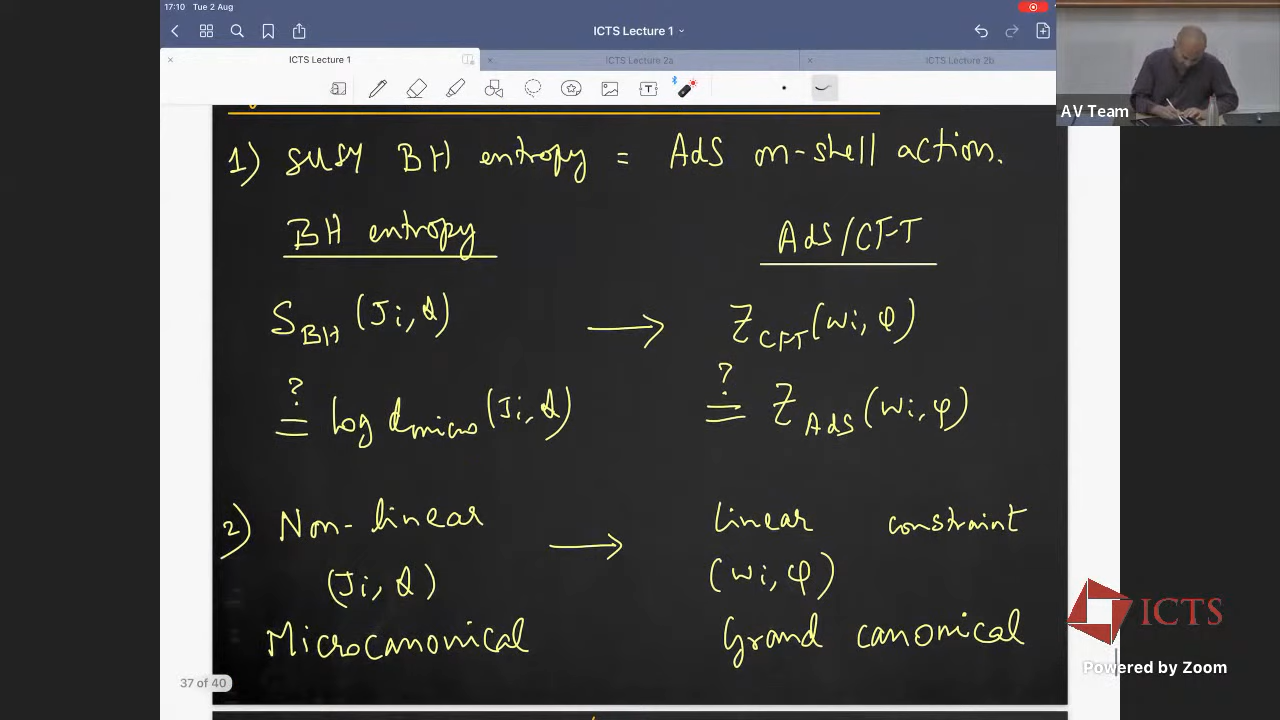 17:10 Tue 2 Aug
ICTS Lecture 1
ICTS Lecture 1
ICTS Lecture 2a
ICTS Lecture 2b
AV Team
1) SUSY BH entropy = AdS on-shell action.
BH entropy AdS/CFT
S_BH (Ji, Q) → Z_CFT (ωi, φ)
?= log d_micro (Ji, Q) ?= Z_AdS (ωi, φ)
2) Non-linear → linear constraint
(Ji, Q) (ωi, φ)
Microcanonical Grand canonical
37 of 40
ICTS
Powered by Zoom